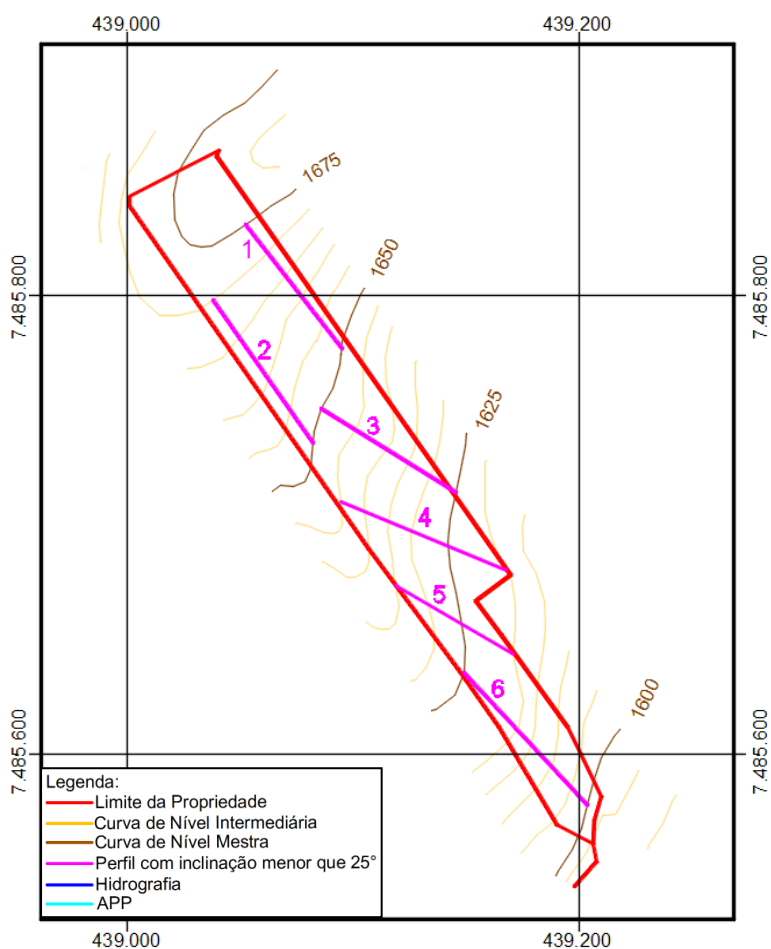 439.000
439.200
1675
1
1650
7.485.800
7.485.800
2
3
1625
4
5
6
1600
7.485.600
7.485.600
Legenda:
Limite da Propriedade
Curva de Nível Intermediária
Curva de Nível Mestra
Perfil com inclinação menor que 25°
Hidrografia
APP
439.000
439.200